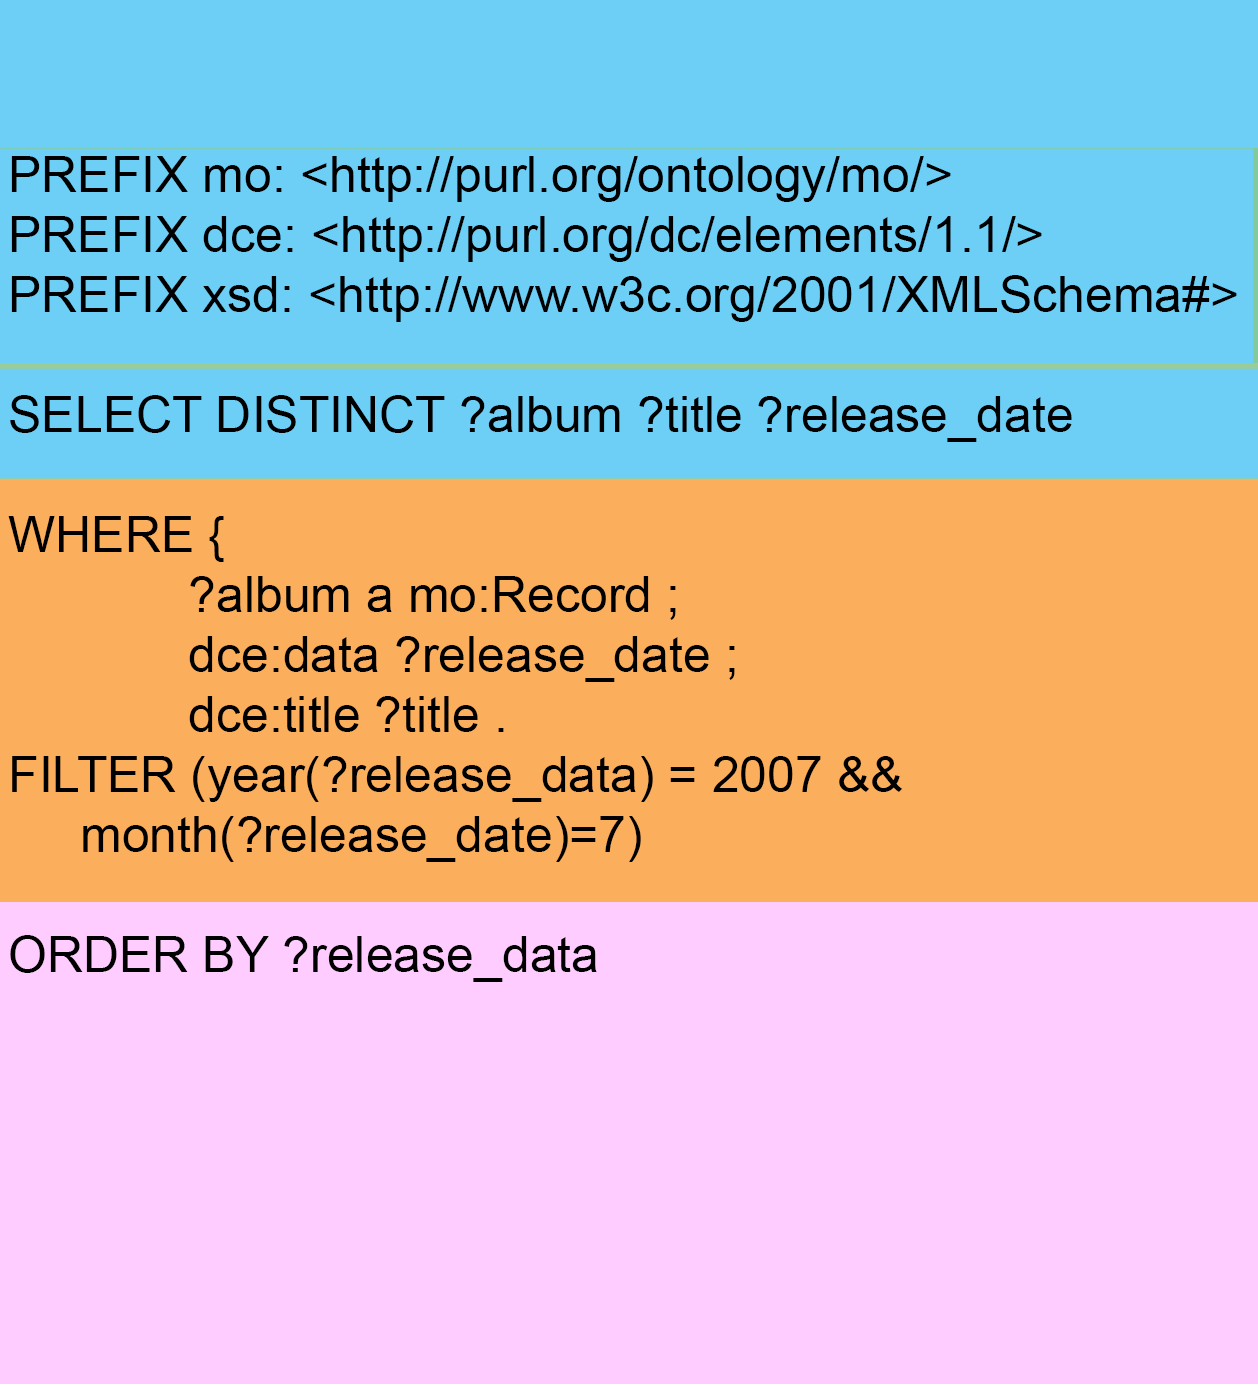 PREFIX mo: <http://purl.org/ontology/mo/>
PREFIX dce: <http://purl.org/dc/elements/1.1/>
PREFIX xsd: <http://www.w3c.org/2001/XMLSchema#>
SELECT DISTINCT ?album ?title ?release_date
WHERE {
?album a mo:Record ;
dce:data ?release_date ;
dce:title ?title .
FILTER (year(?release_data) = 2007 &&
month(?release_date)=7)
ORDER BY ?release_data